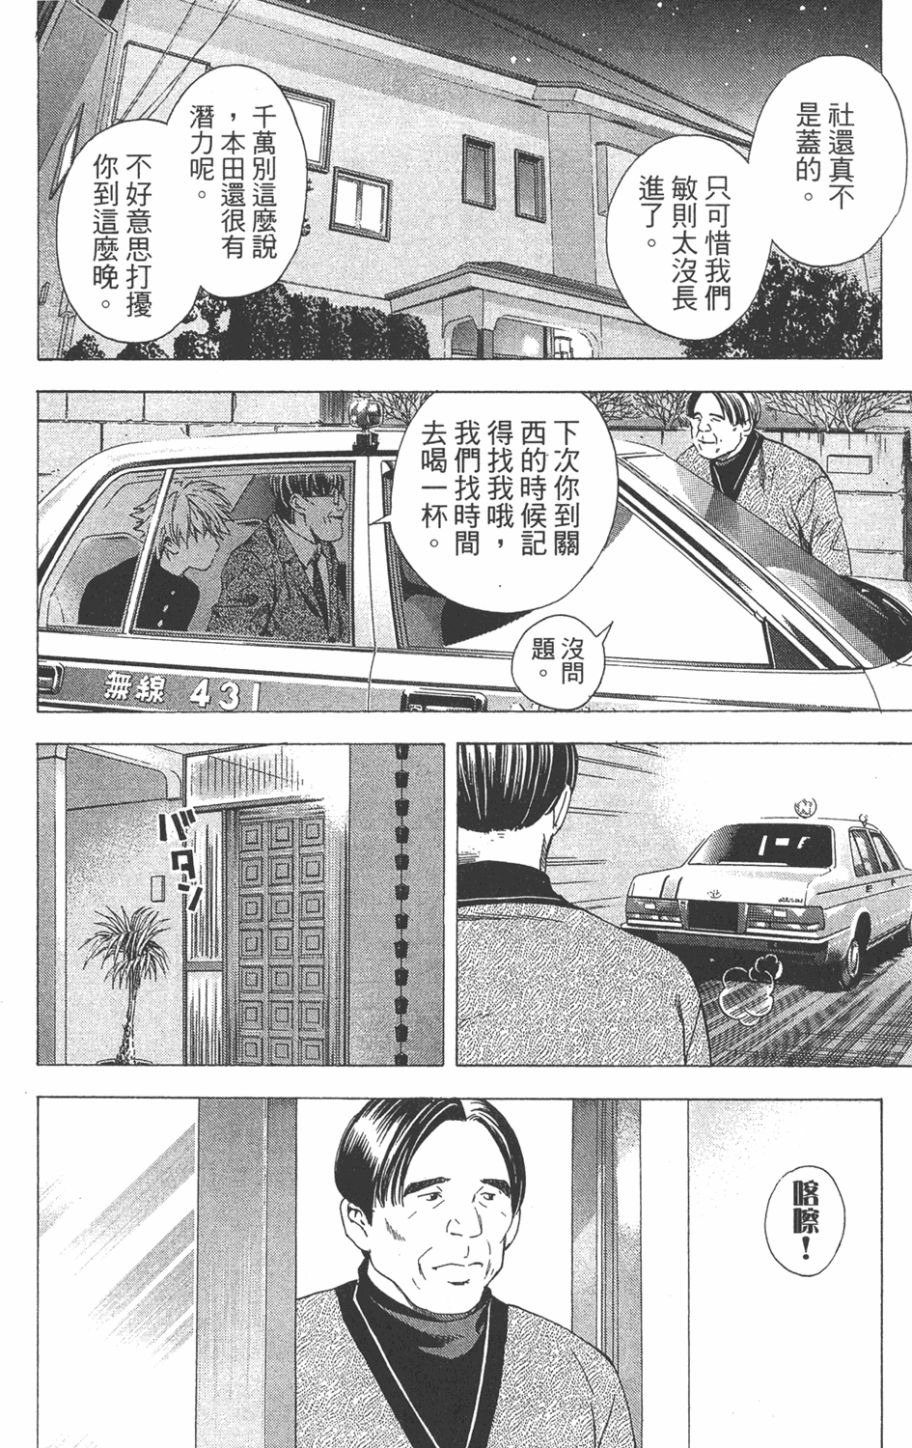 社還真不
是蓋的。
只可惜我們
敏則太沒長
進了。
千萬別這麼說
，本田還很有
潛力呢。
不好意思打擾
你到這麼晚。
下次你到關
西的時候記
得找我哦，
我們找時間
去喝一杯。
沒問
題。
無線 431
バタン
喀嚓！